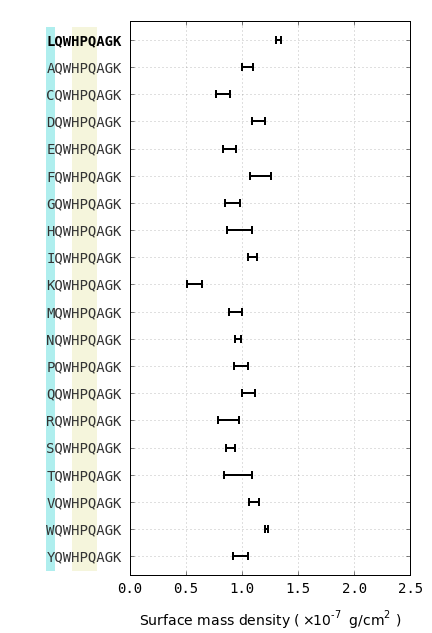 LQWHPQAGK
AQWHPQAGK
CQWHPQAGK
DQWHPQAGK
EQWHPQAGK
FQWHPQAGK
GQWHPQAGK
HQWHPQAGK
IQWHPQAGK
KQWHPQAGK
MQWHPQAGK
NQWHPQAGK
PQWHPQAGK
QQWHPQAGK
RQWHPQAGK
SQWHPQAGK
TQWHPQAGK
VQWHPQAGK
WQWHPQAGK
YQWHPQAGK
0.0 0.5 1.0 1.5 2.0 2.5
Surface mass density ( ×10⁻⁷ g/cm² )